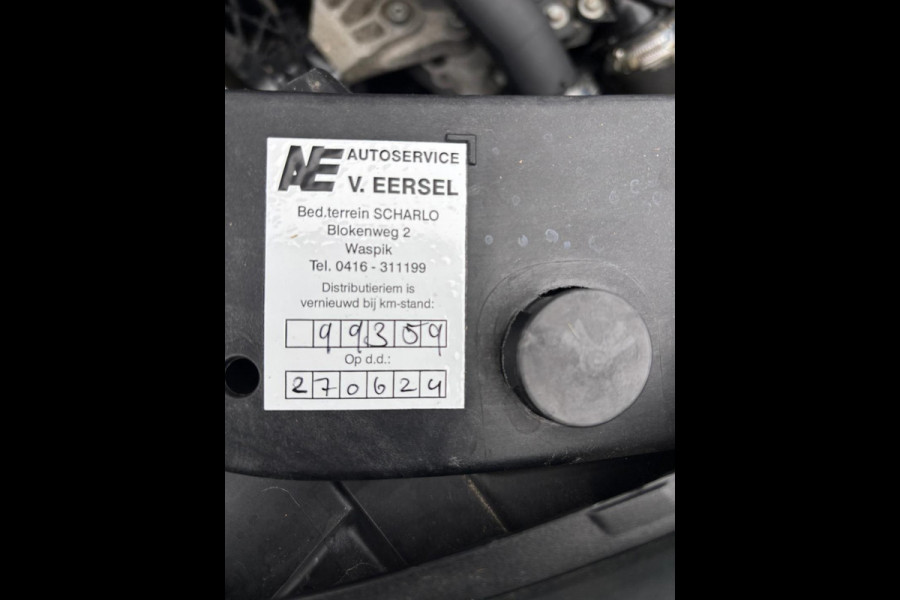 AE AUTOSERVICE
V. EERSEL
Bed.terrein SCHARLO
Blokenweg 2
Waspik
Tel. 0416 - 311199
Distributieriem is
vernieuwd bij km-stand:
99359
Op d.d.:
270624